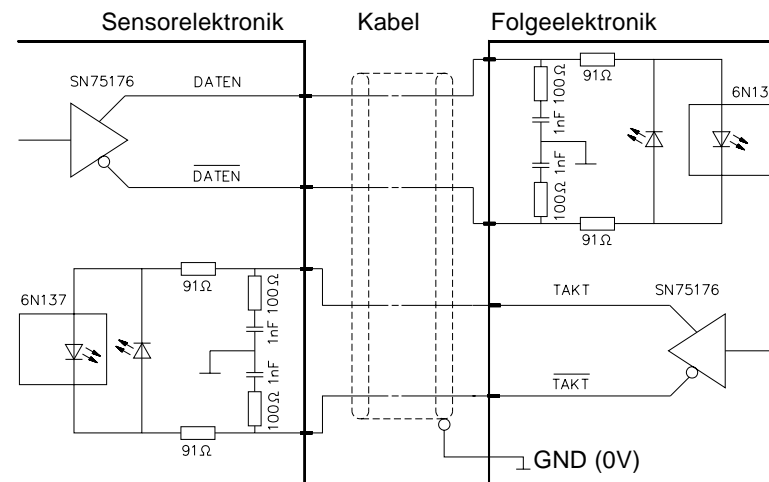 Sensorelektronik
Kabel
Folgeelektronik
SN75176
DATEN
DATEN
91Ω
100Ω
1nF
1nF
100Ω
91Ω
6N13
6N137
91Ω
100Ω
1nF
1nF
100Ω
91Ω
TAKT
SN75176
TAKT
GND (0V)